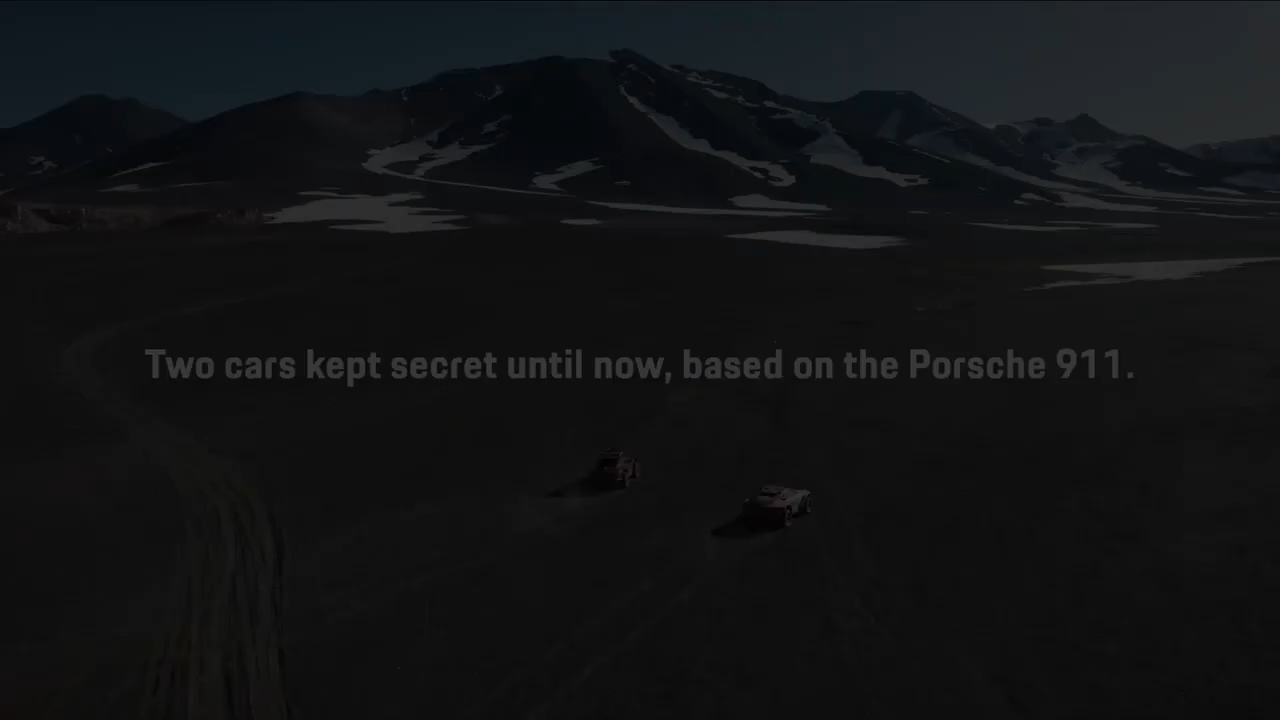 Two cars kept secret until now, based on the Porsche 911.